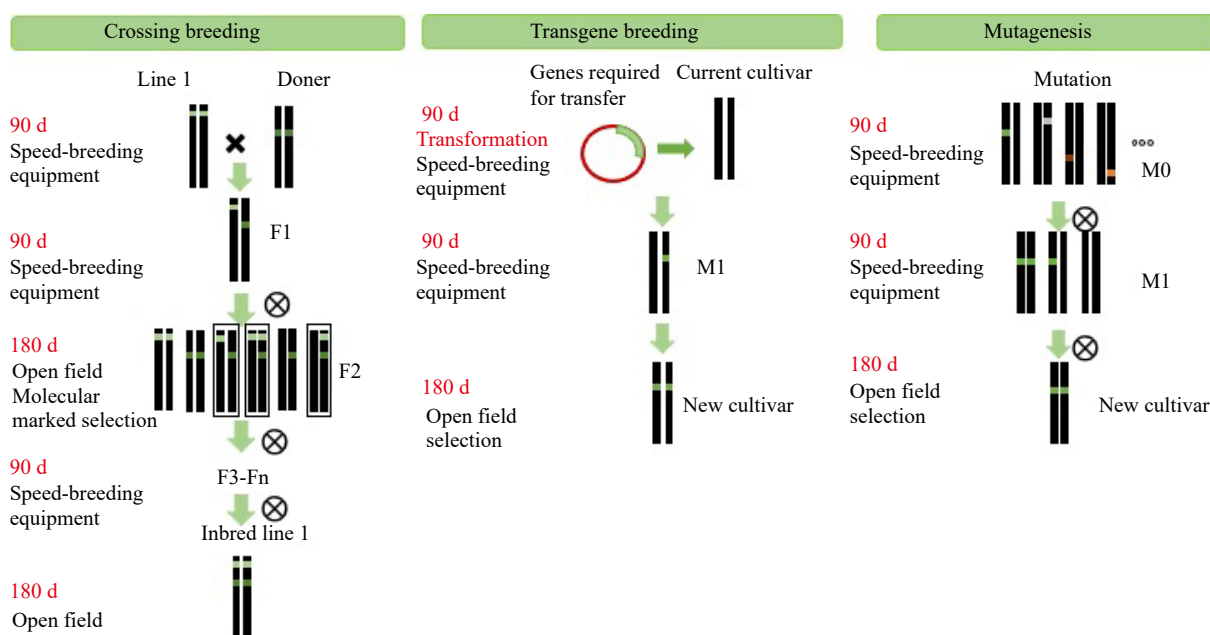 Crossing breeding
Line 1
Doner
90 d
Speed-breeding
equipment
F1
90 d
Speed-breeding
equipment
180 d
Open field
Molecular
marked selection
F2
F3-Fn
90 d
Speed-breeding
equipment
Inbred line 1
180 d
Open field
Transgene breeding
Genes required
for transfer
Current cultivar
90 d
Transformation
Speed-breeding
equipment
90 d
Speed-breeding
equipment
M1
180 d
Open field
selection
New cultivar
Mutagenesis
Mutation
90 d
Speed-breeding
equipment
M0
90 d
Speed-breeding
equipment
M1
180 d
Open field
selection
New cultivar